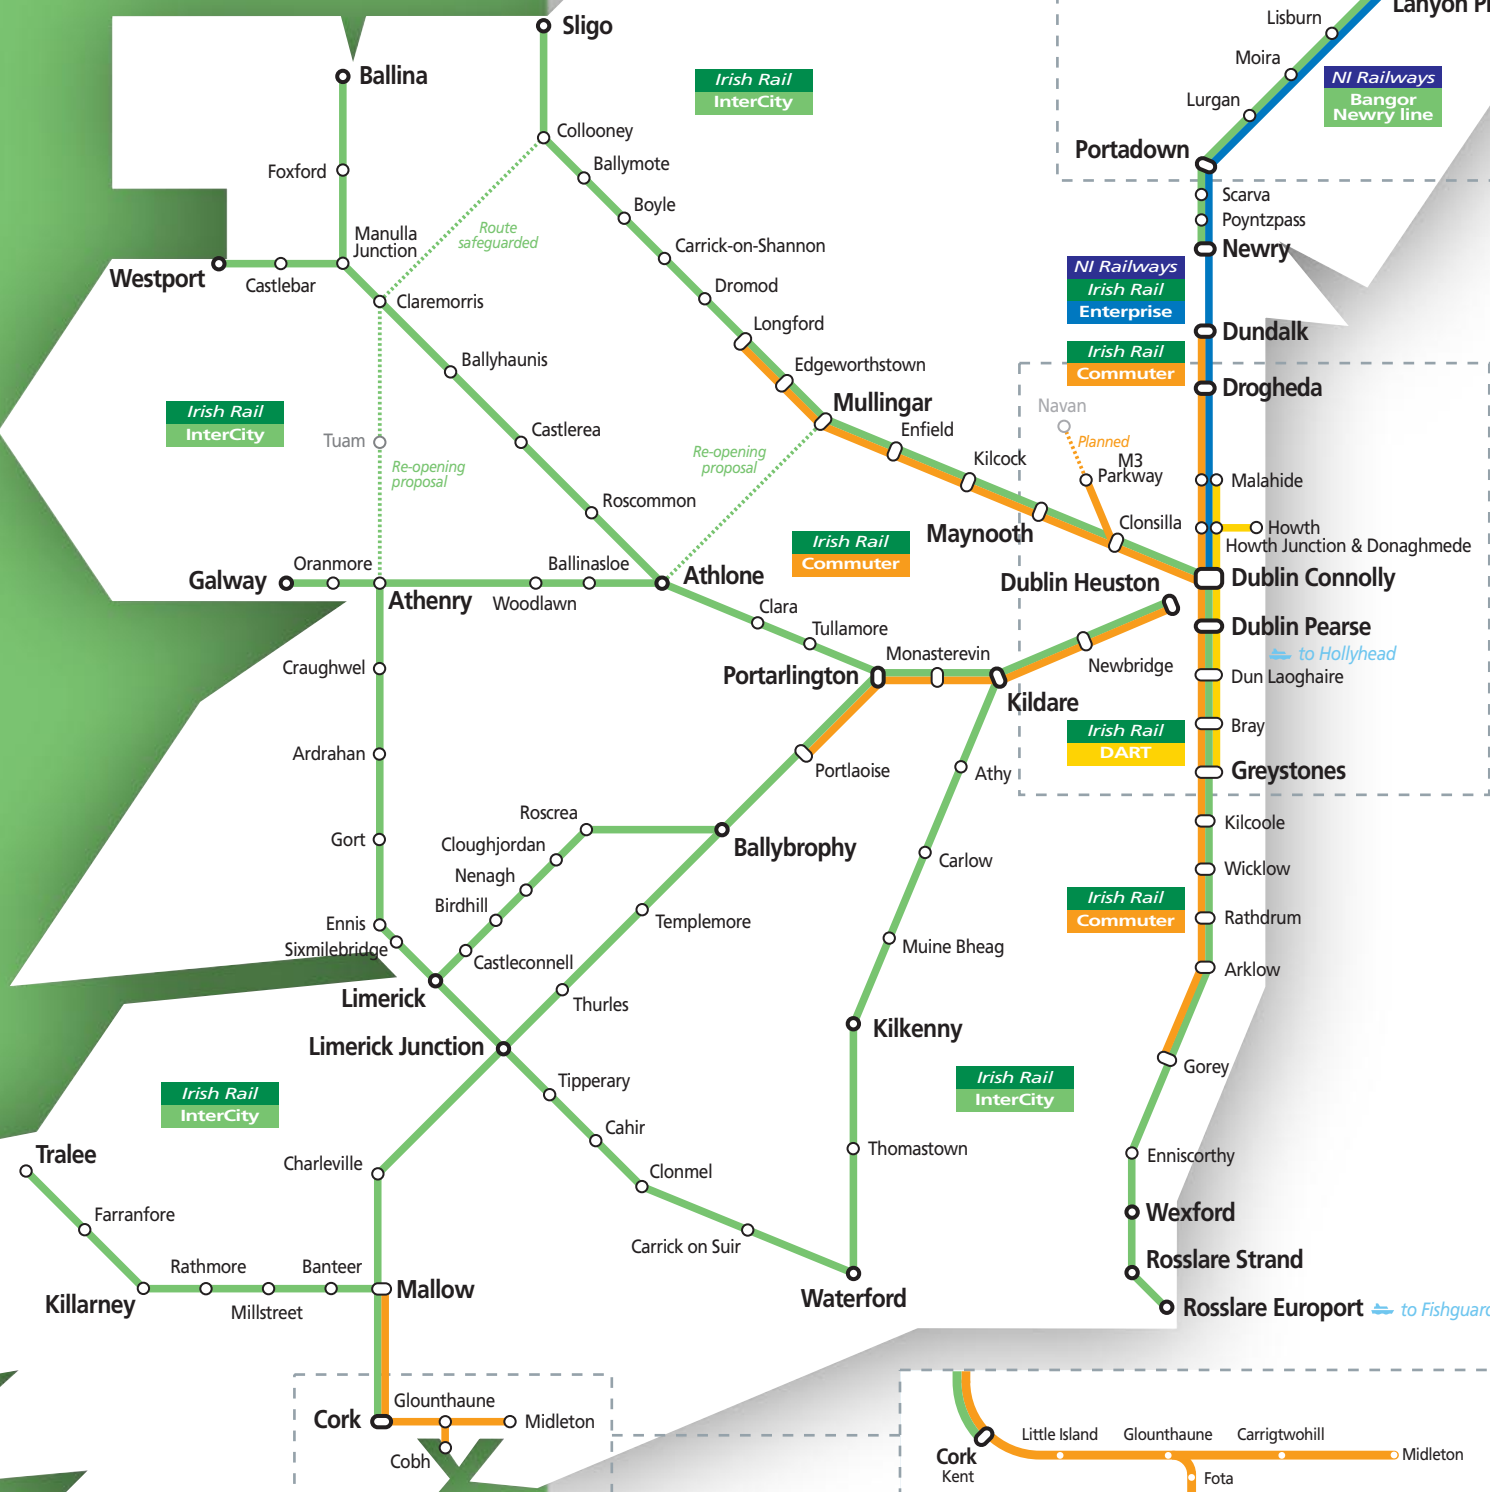 Lanyon Pl
Lisburn
Sligo
Moira
Ballina
Irish Rail
InterCity
NI Railways
Bangor
Newry line
Lurgan
Collooney
Portadown
Ballymote
Foxford
Scarva
Boyle
Poyntzpass
Route
safeguarded
Manulla
Junction
Carrick-on-Shannon
Newry
Westport
Castlebar
NI Railways
Irish Rail
Enterprise
Dromod
Claremorris
Longford
Dundalk
Irish Rail
Commuter
Ballyhaunis
Edgeworthstown
Drogheda
Mullingar
Navan
Irish Rail
InterCity
Castlerea
Enfield
Planned
Tuam
Re-opening
proposal
Re-opening
proposal
Kilcock
M3
Parkway
Malahide
Roscommon
Clonsilla
Howth
Maynooth
Howth Junction & Donaghmede
Irish Rail
Commuter
Oranmore
Ballinasloe
Galway
Athlone
Dublin Heuston
Dublin Connolly
Athenry
Woodlawn
Clara
Tullamore
Dublin Pearse
to Hollyhead
Craughwel
Monasterevin
Newbridge
Portarlington
Dun Laoghaire
Kildare
Irish Rail
DART
Bray
Ardrahan
Portlaoise
Athy
Greystones
Roscrea
Kilcoole
Gort
Cloughjordan
Ballybrophy
Carlow
Nenagh
Wicklow
Birdhill
Irish Rail
Commuter
Rathdrum
Ennis
Templemore
Sixmilebridge
Muine Bheag
Castleconnell
Arklow
Limerick
Thurles
Kilkenny
Limerick Junction
Gorey
Tipperary
Irish Rail
InterCity
Irish Rail
InterCity
Cahir
Tralee
Charleville
Thomastown
Enniscorthy
Clonmel
Farranfore
Wexford
Carrick on Suir
Rathmore
Banteer
Rosslare Strand
Killarney
Millstreet
Mallow
Waterford
Rosslare Europort
to Fishguard
Glounthaune
Cork
Midleton
Cobh
Little Island
Glounthaune
Carrigtwohill
Cork
Kent
Midleton
Fota